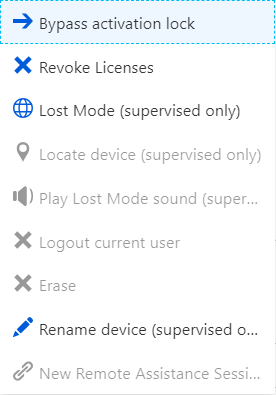 Bypass activation lock
Revoke Licenses
Lost Mode (supervised only)
Locate device (supervised only)
Play Lost Mode sound (super...
Logout current user
Erase
Rename device (supervised o...
New Remote Assistance Sessi...